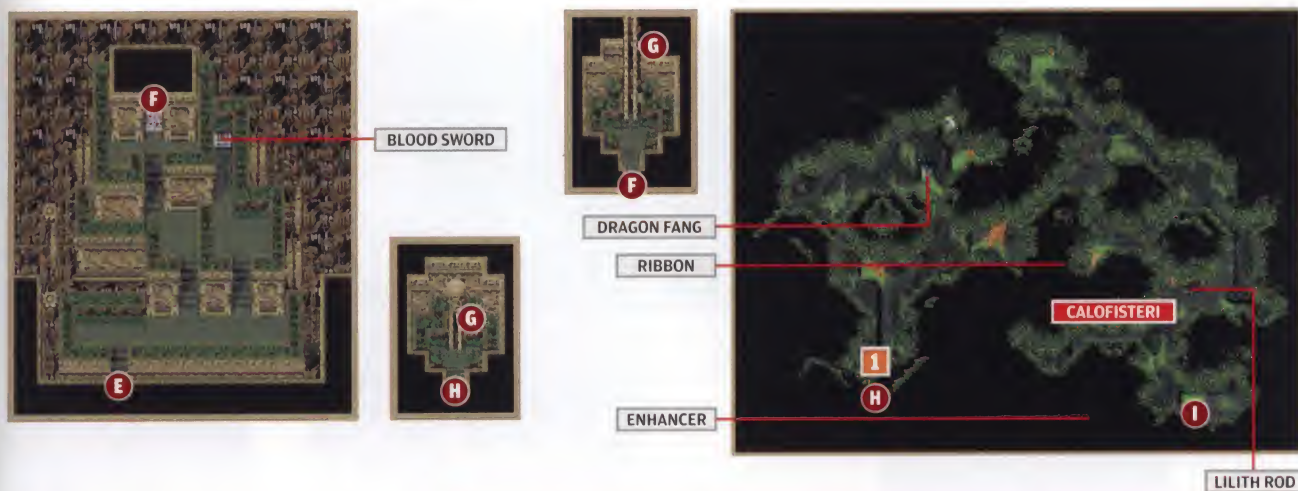 F
BLOOD SWORD
E
G
H
G
F
DRAGON FANG
RIBBON
CALOFISTERI
1
H
ENHANCER
I
LILITH ROD